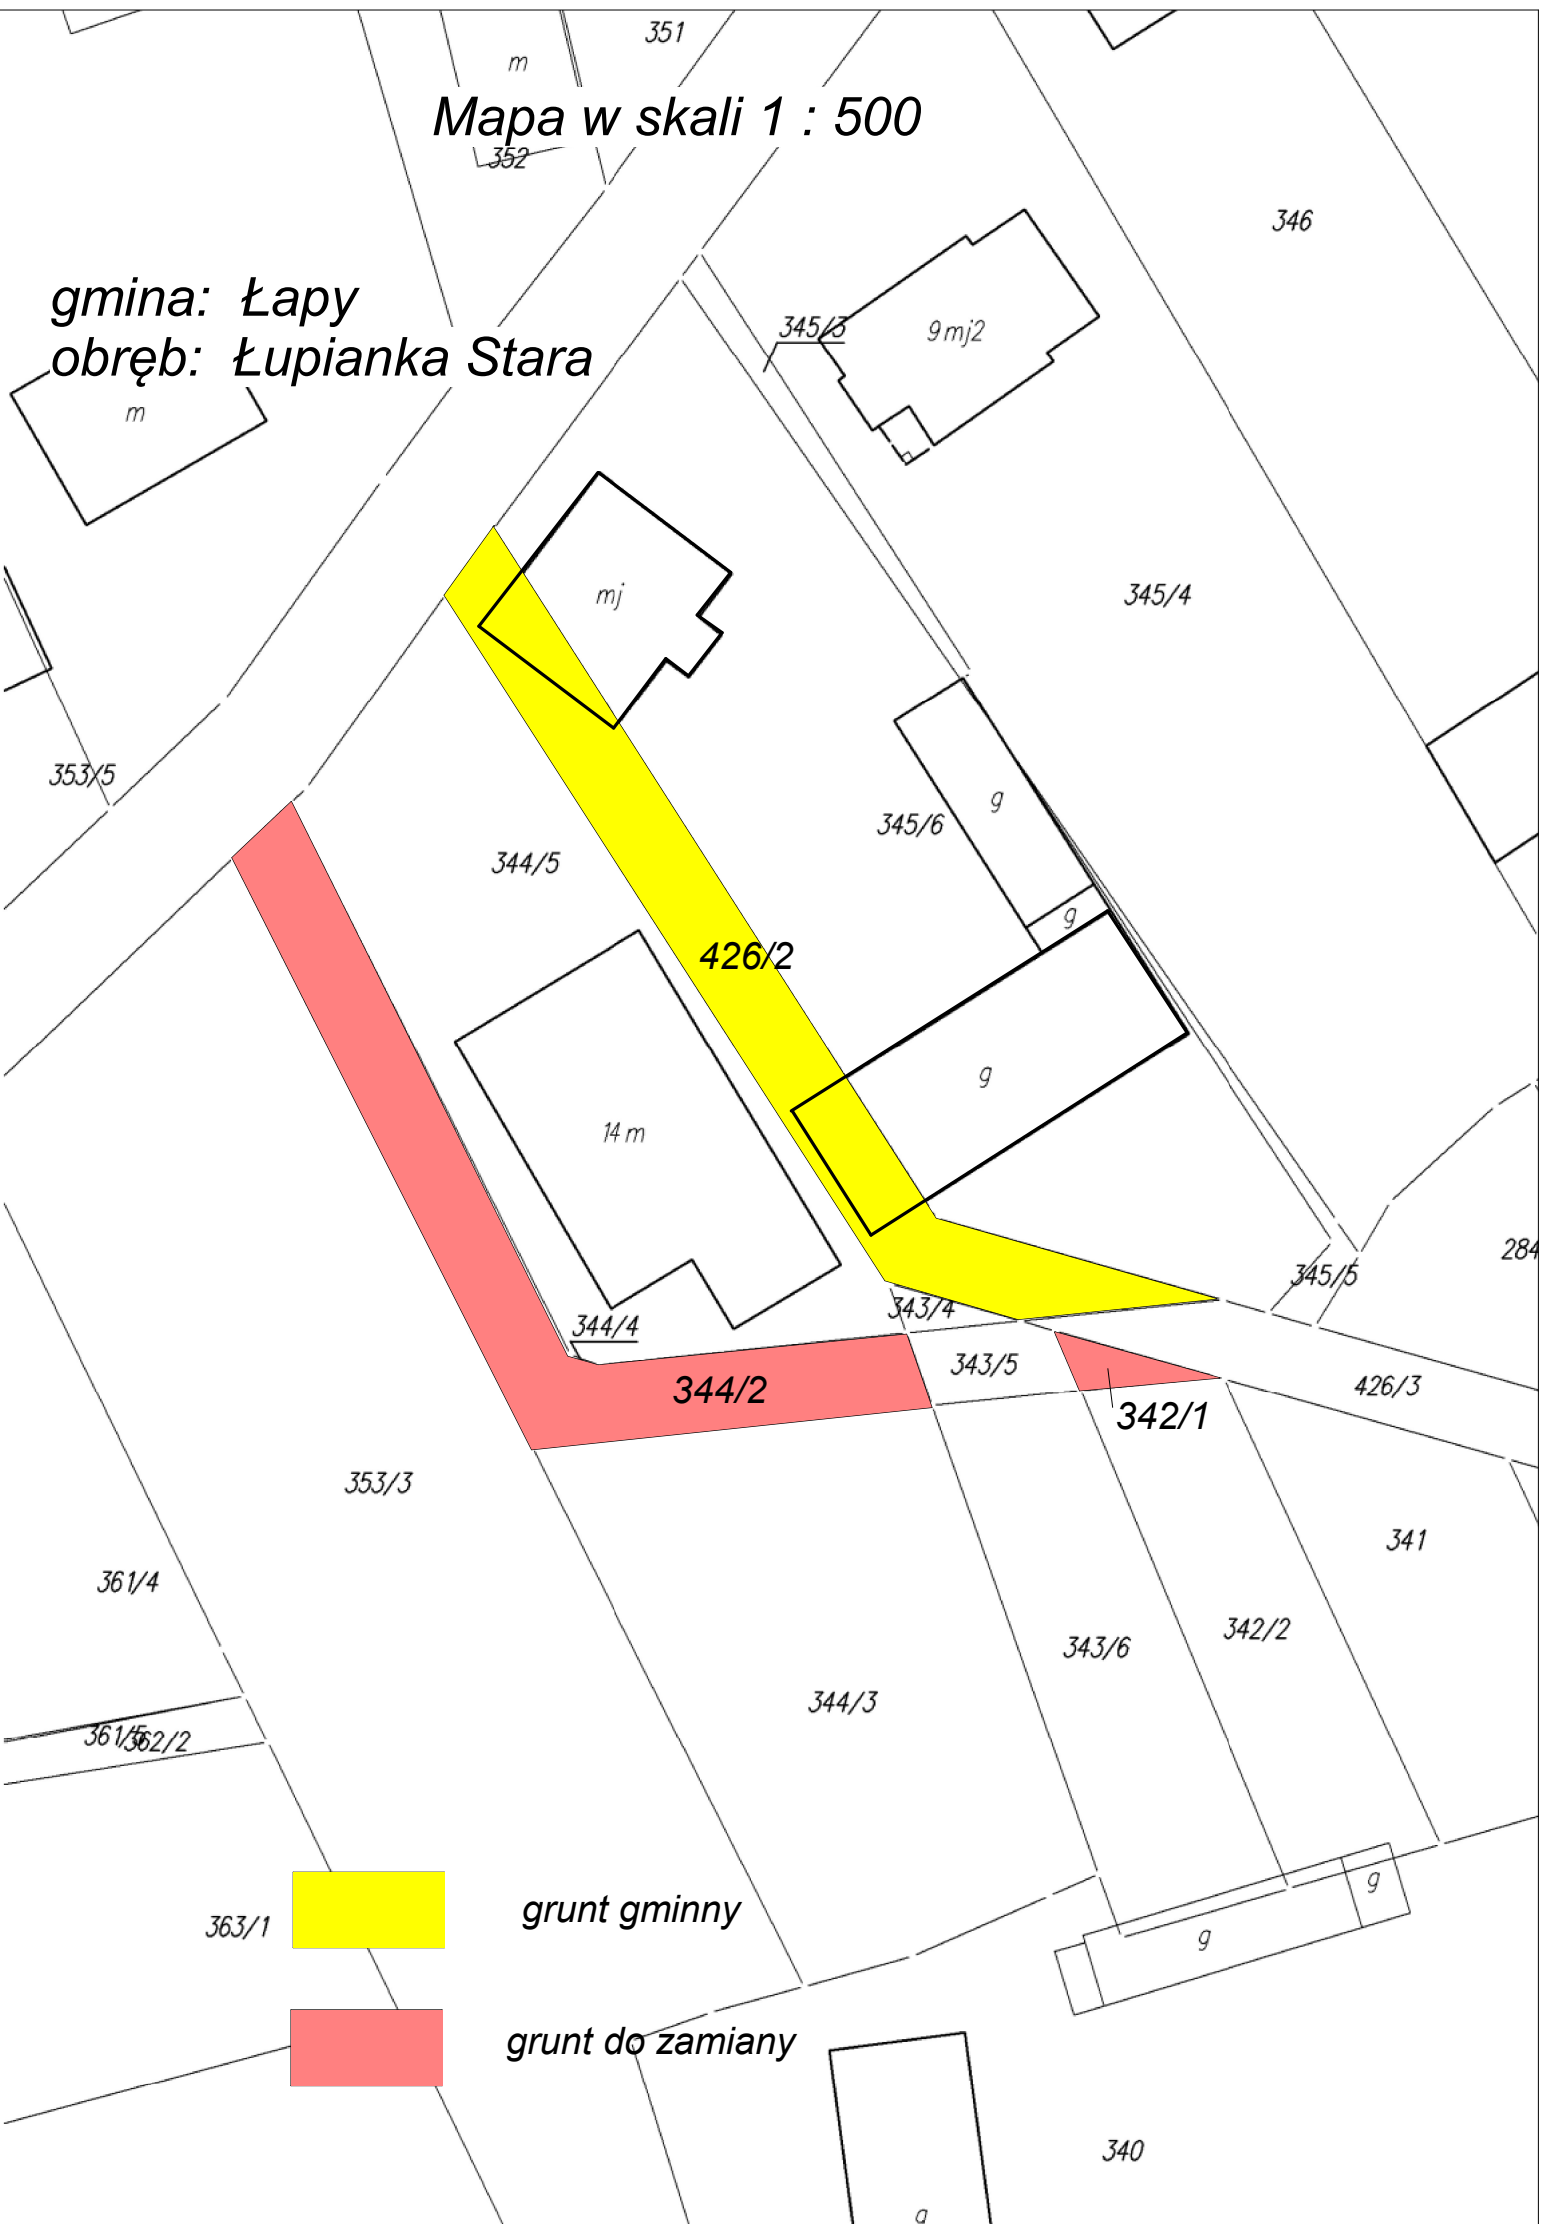 351
m
Mapa w skali 1 : 500
352
346
gmina: Łapy
obręb: Łupianka Stara
345/3
9 mj2
m
mj
345/4
353/5
g
345/6
344/5
g
426/2
g
14 m
284
345/5
343/4
344/4
343/5
344/2
426/3
342/1
353/3
341
361/4
342/2
343/6
344/3
361/5
362/2
g
grunt gminny
363/1
g
grunt do zamiany
340
g